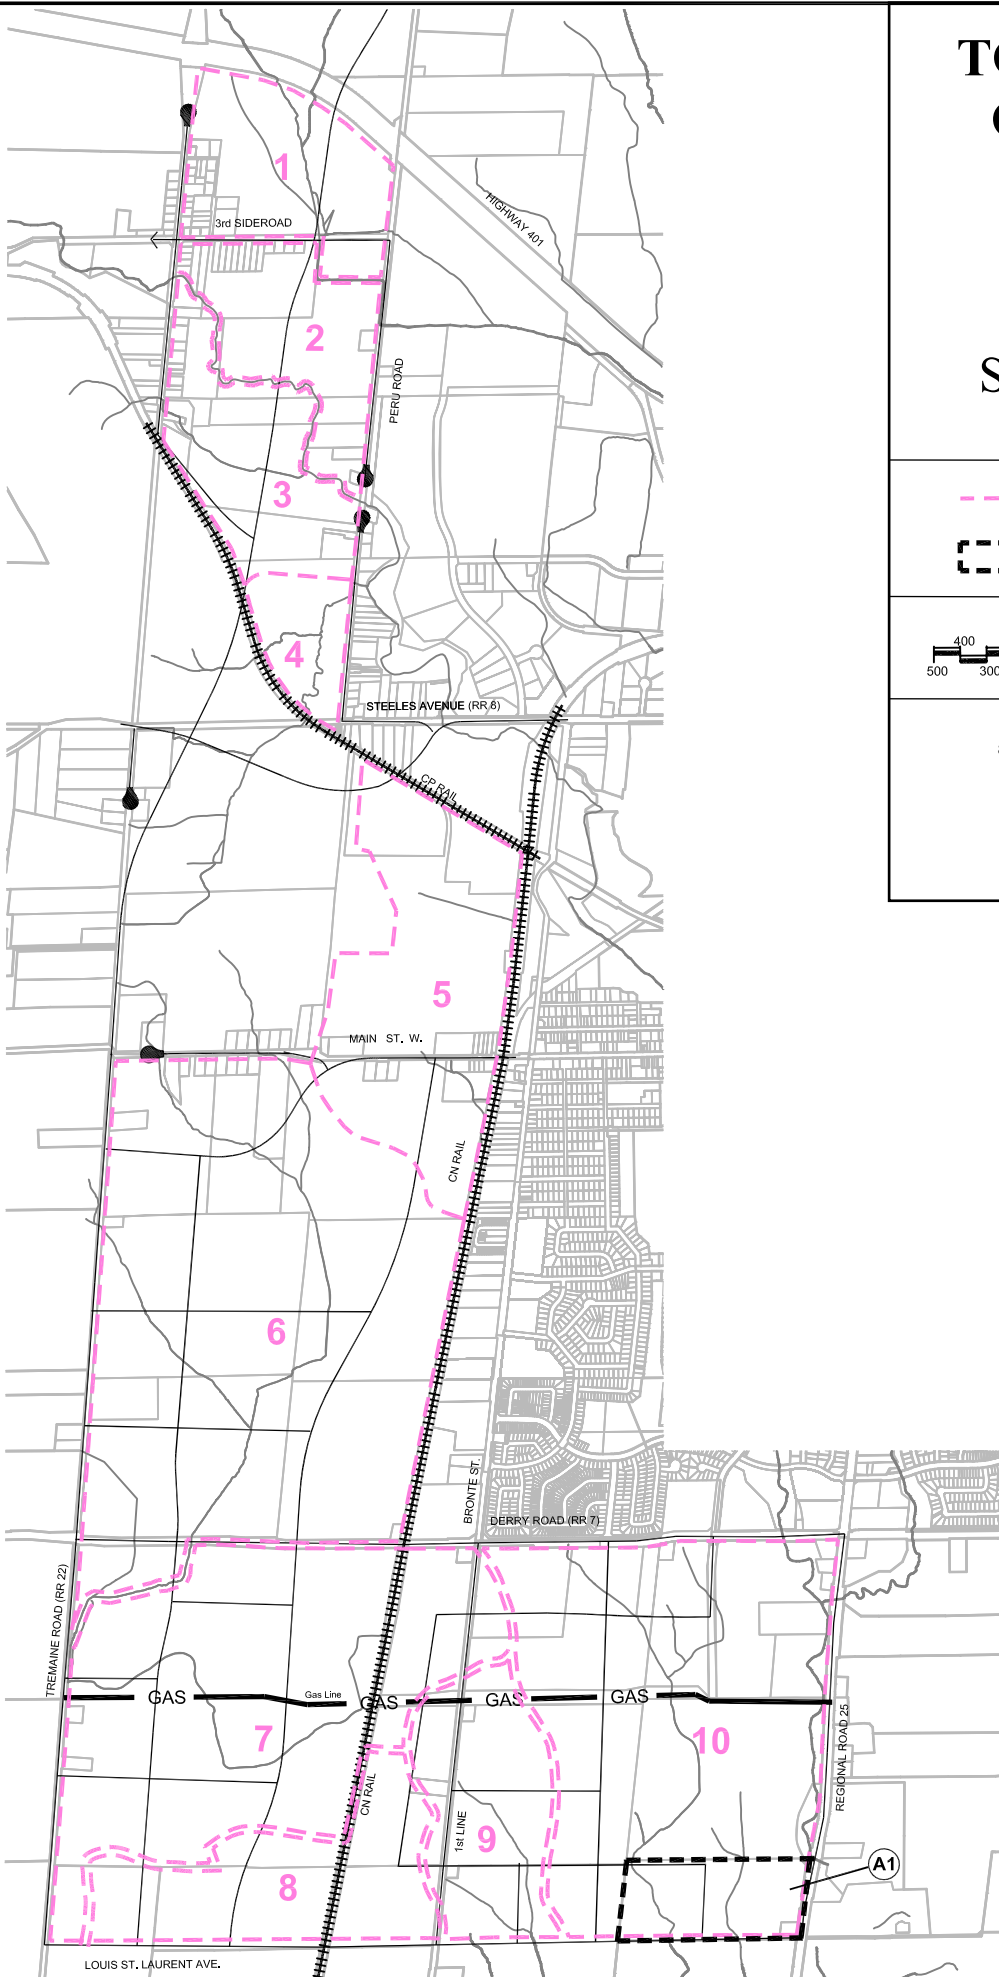 TO
C
S
400
500
300
1
3rd SIDEROAD
HIGHWAY 401
2
PERU ROAD
3
4
STEELES AVENUE (RR 8)
CP RAIL
5
MAIN ST. W.
CN RAIL
6
BRONTE ST.
DERRY ROAD (RR 7)
TREMAINE ROAD (RR 22)
GAS
Gas Line
GAS
GAS
GAS
7
10
REGIONAL ROAD 25
CN RAIL
1st LINE
9
8
A1
LOUIS ST. LAURENT AVE.